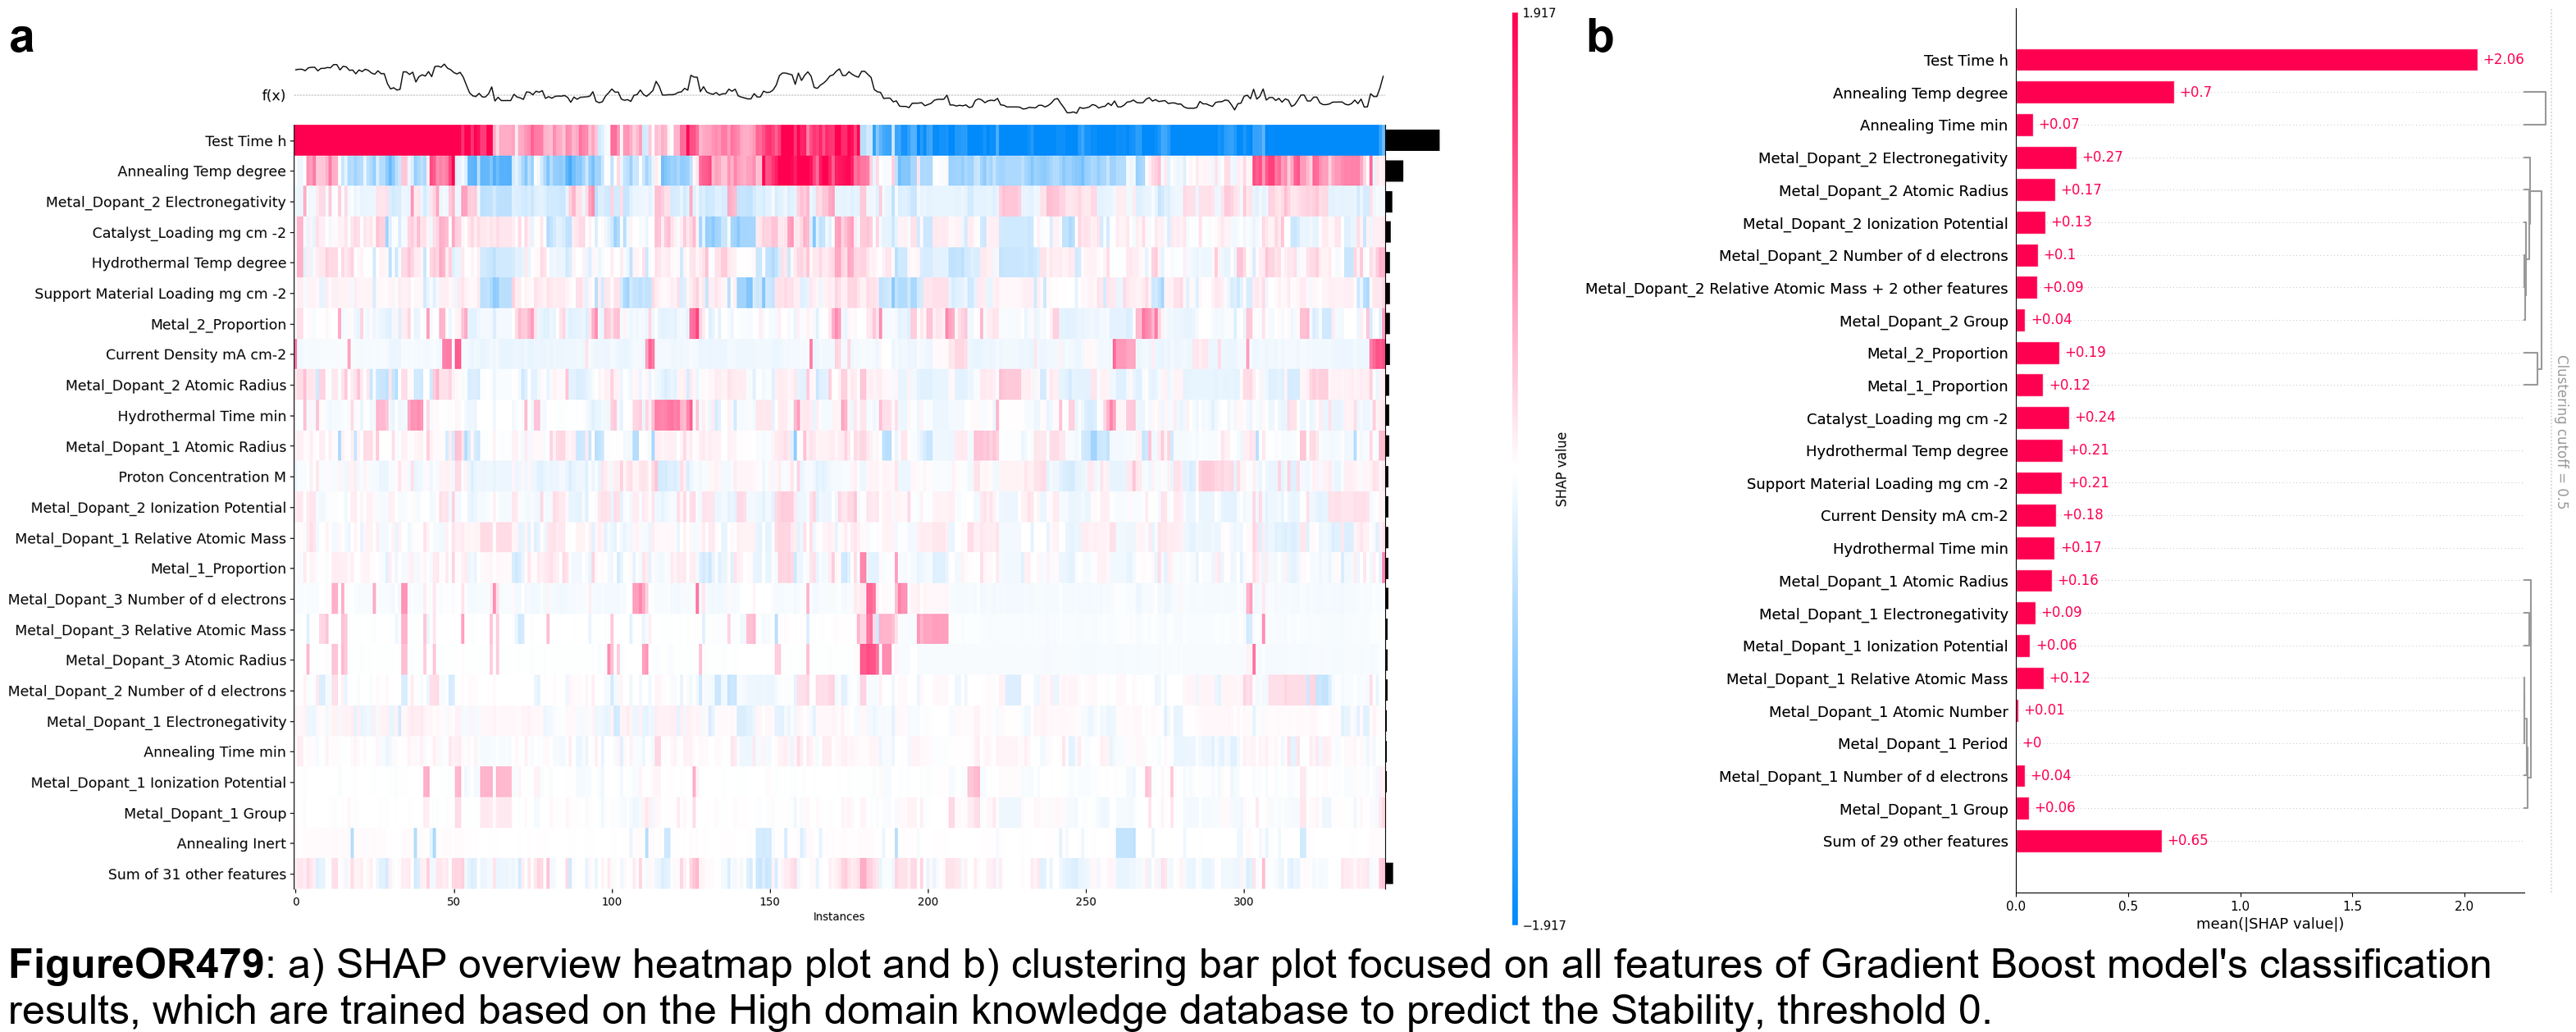 a
f(x)
Test Time h
Annealing Temp degree
Metal_Dopant_2 Electronegativity
Catalyst_Loading mg cm -2
Hydrothermal Temp degree
Support Material Loading mg cm -2
Metal_2_Proportion
Current Density mA cm-2
Metal_Dopant_2 Atomic Radius
Hydrothermal Time min
Metal_Dopant_1 Atomic Radius
Proton Concentration M
Metal_Dopant_2 Ionization Potential
Metal_Dopant_1 Relative Atomic Mass
Metal_1_Proportion
Metal_Dopant_3 Number of d electrons
Metal_Dopant_3 Relative Atomic Mass
Metal_Dopant_3 Atomic Radius
Metal_Dopant_2 Number of d electrons
Metal_Dopant_1 Electronegativity
Annealing Time min
Metal_Dopant_1 Ionization Potential
Metal_Dopant_1 Group
Annealing Inert
Sum of 31 other features
0 50 100 150 200 250 300
Instances
1.917
SHAP value
−1.917
b
Test Time h +2.06
Annealing Temp degree +0.7
Annealing Time min +0.07
Metal_Dopant_2 Electronegativity +0.27
Metal_Dopant_2 Atomic Radius +0.17
Metal_Dopant_2 Ionization Potential +0.13
Metal_Dopant_2 Number of d electrons +0.1
Metal_Dopant_2 Relative Atomic Mass + 2 other features +0.09
Metal_Dopant_2 Group +0.04
Metal_2_Proportion +0.19
Metal_1_Proportion +0.12
Catalyst_Loading mg cm -2 +0.24
Hydrothermal Temp degree +0.21
Support Material Loading mg cm -2 +0.21
Current Density mA cm-2 +0.18
Hydrothermal Time min +0.17
Metal_Dopant_1 Atomic Radius +0.16
Metal_Dopant_1 Electronegativity +0.09
Metal_Dopant_1 Ionization Potential +0.06
Metal_Dopant_1 Relative Atomic Mass +0.12
Metal_Dopant_1 Atomic Number +0.01
Metal_Dopant_1 Period +0
Metal_Dopant_1 Number of d electrons +0.04
Metal_Dopant_1 Group +0.06
Sum of 29 other features +0.65
0.0 0.5 1.0 1.5 2.0
mean(|SHAP value|)
Clustering cutoff = 0.5
FigureOR479: a) SHAP overview heatmap plot and b) clustering bar plot focused on all features of Gradient Boost model's classification
results, which are trained based on the High domain knowledge database to predict the Stability, threshold 0.